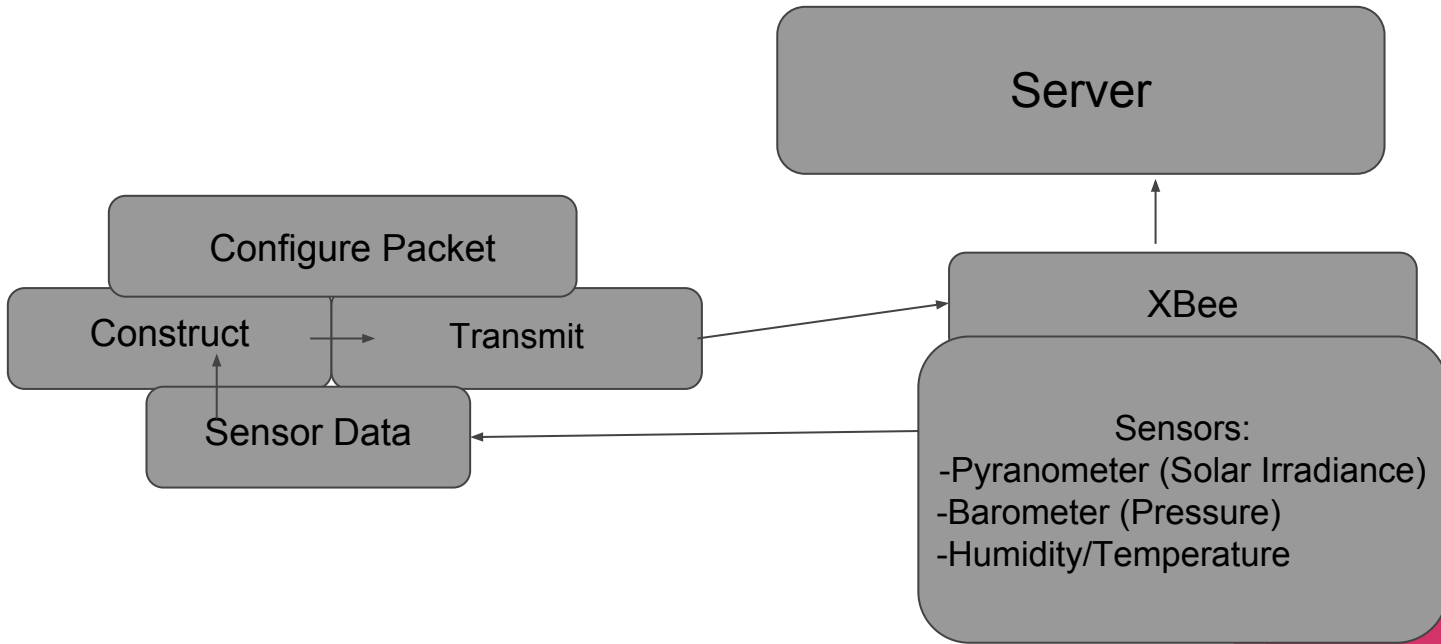 Server
Configure Packet
Construct
Transmit
XBee
Sensor Data
Sensors:
-Pyranometer (Solar Irradiance)
-Barometer (Pressure)
-Humidity/Temperature